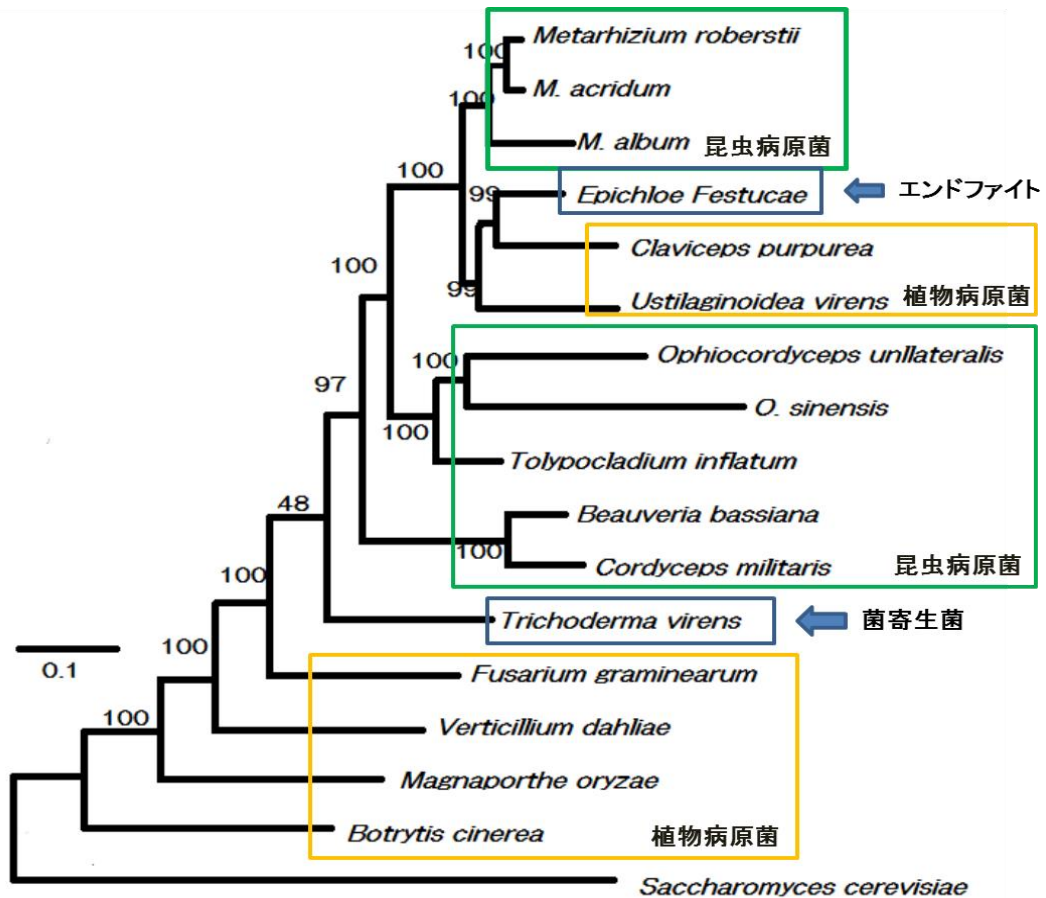 Metarhizium roberstii
100
M. acridum
100
M. album
昆虫病原菌
100
99
Epichloe Festucae
エンドファイト
Claviceps purpurea
100
99
Ustilaginoidea virens
植物病原菌
100
Ophiocordyceps unllateralis
97
O. sinensis
100
Tolypocladium inflatum
48
Beauveria bassiana
100
Cordyceps militaris
昆虫病原菌
100
Trichoderma virens
菌寄生菌
100
0.1
Fusarium graminearum
100
Verticillium dahliae
Magnaporthe oryzae
Botrytis cinerea
植物病原菌
Saccharomyces cerevisiae